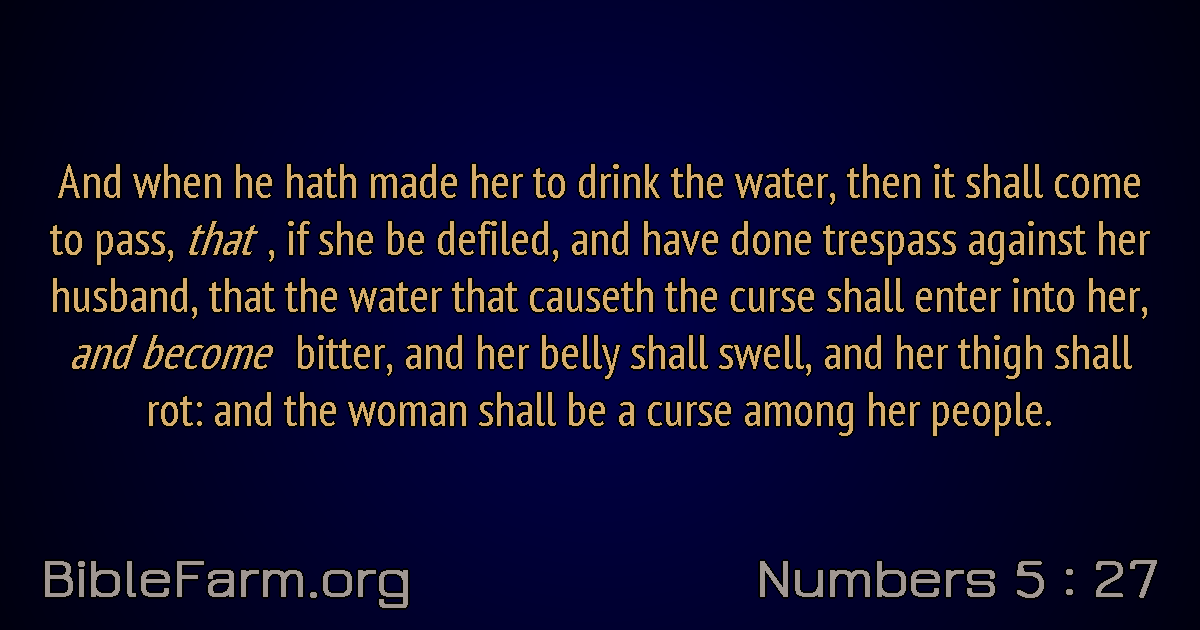 And when he hath made her to drink the water, then it shall come
to pass, that , if she be defiled, and have done trespass against her
husband, that the water that causeth the curse shall enter into her,
and become bitter, and her belly shall swell, and her thigh shall
rot: and the woman shall be a curse among her people.
BibleFarm.org
Numbers 5 : 27